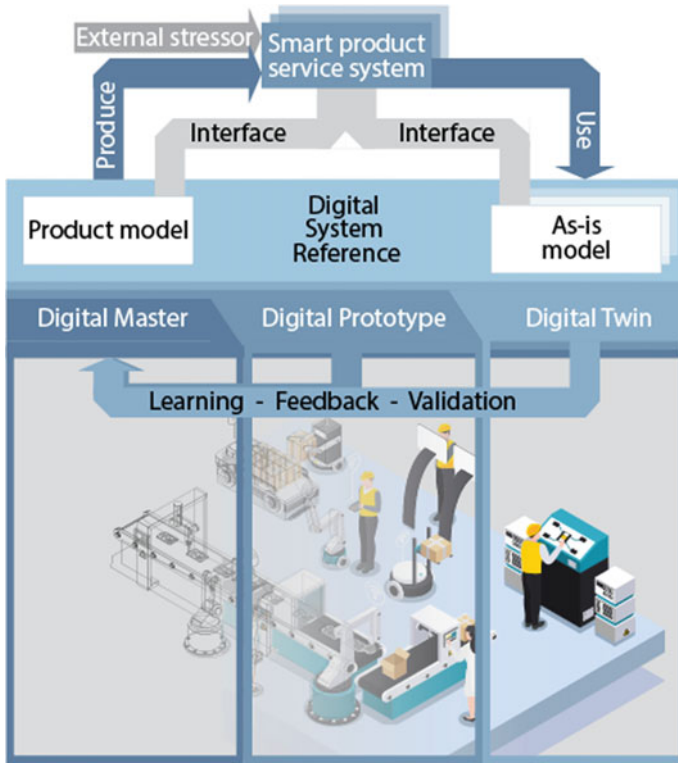 External stressor
Smart product
service system
Produce
Interface
Interface
Use
Product model
Digital
System
Reference
As-is
model
Digital Master
Digital Prototype
Digital Twin
Learning - Feedback - Validation